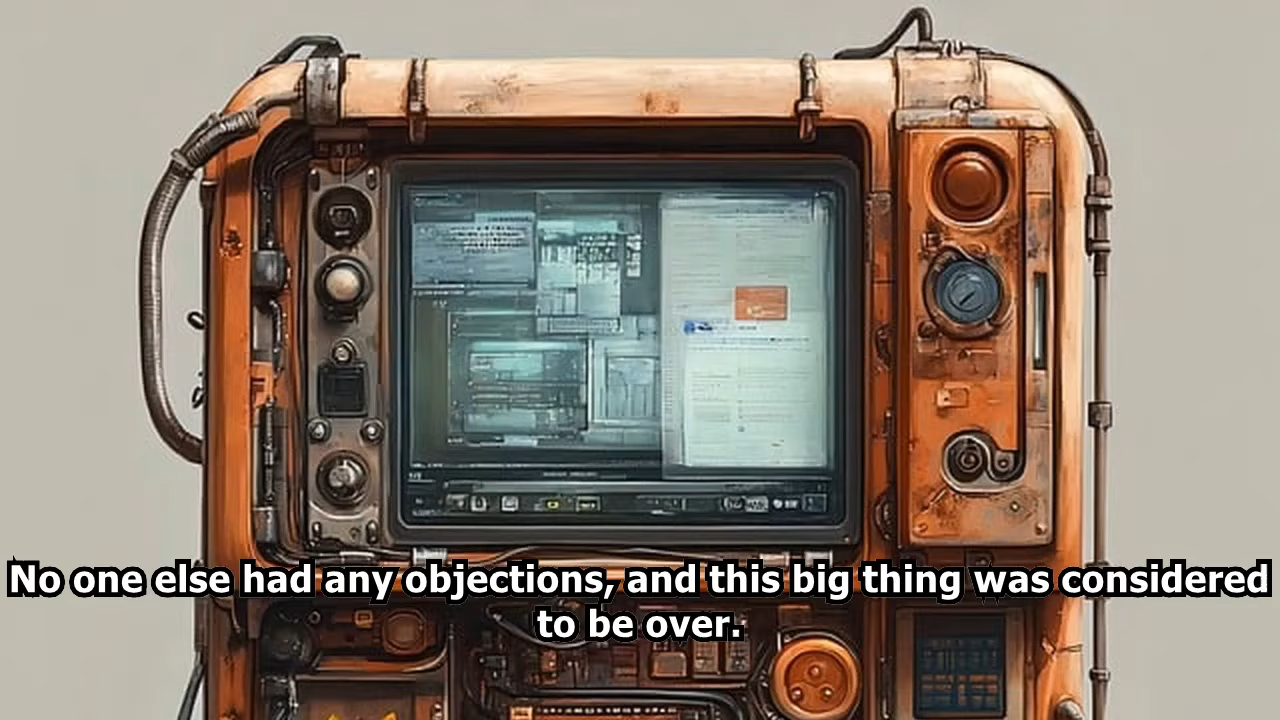 No one else had any objections, and this big thing was considered
to be over.